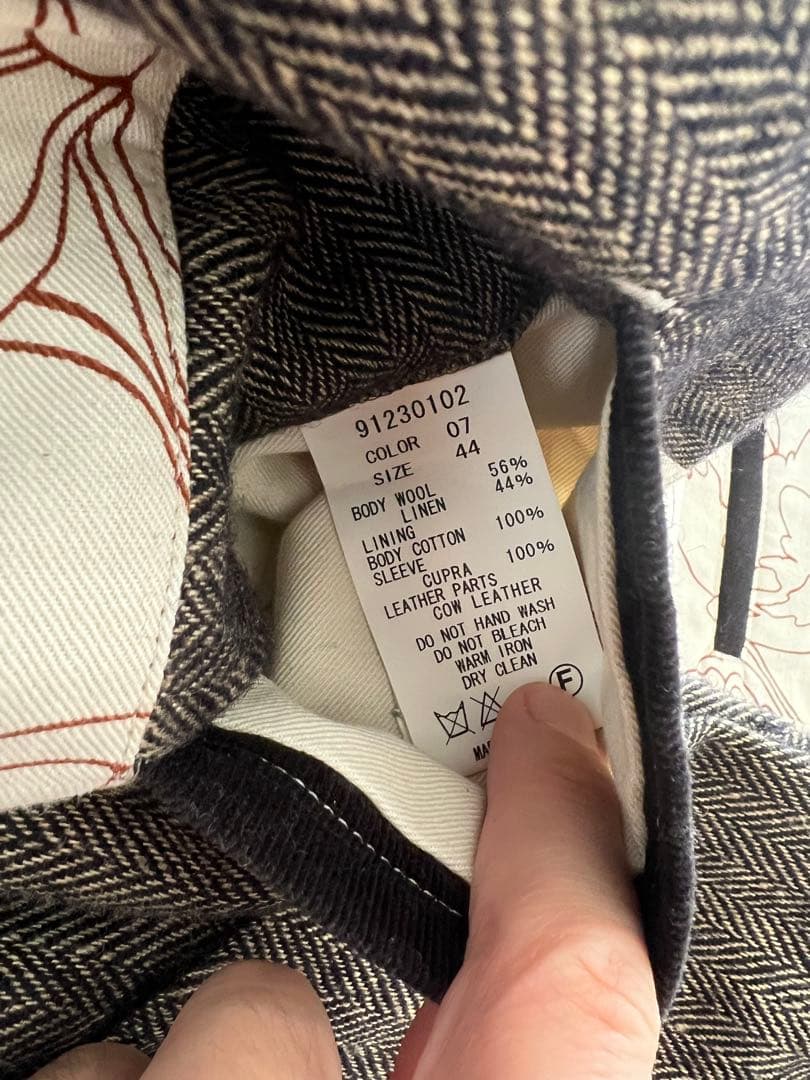 91230102
COLOR 07
SIZE 44
BODY WOOL 56%
LINEN 44%
LINING
BODY COTTON 100%
SLEEVE
CUPRA 100%
LEATHER PARTS
COW LEATHER
DO NOT HAND WASH
DO NOT BLEACH
WARM IRON
DRY CLEAN
F